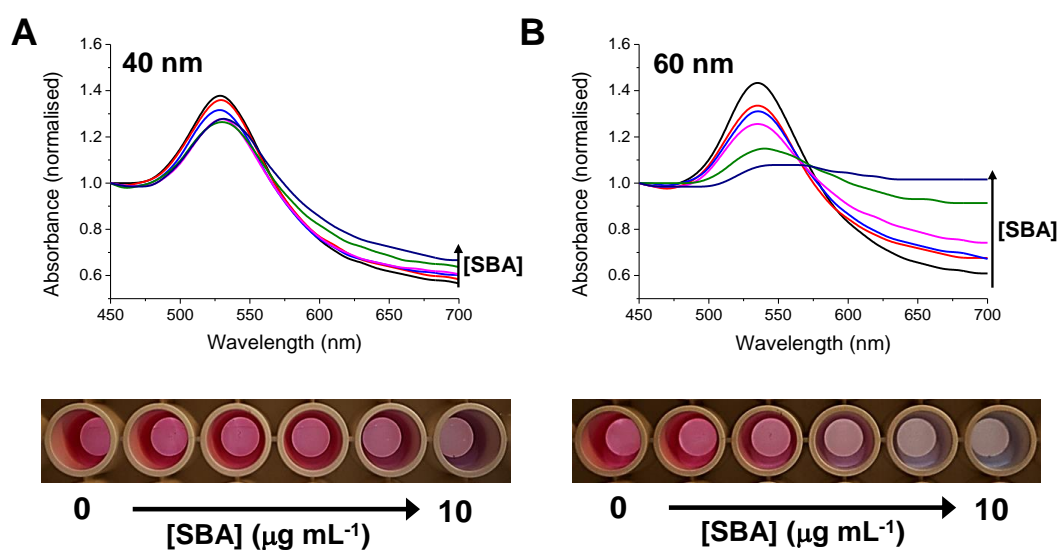 A
40 nm
Absorbance (normalised)
1.6
1.4
1.2
1.0
0.8
0.6
450 500 550 600 650 700
Wavelength (nm)
[SBA]
0 10
[SBA] (μg mL-1)
B
60 nm
Absorbance (normalised)
1.6
1.4
1.2
1.0
0.8
0.6
450 500 550 600 650 700
Wavelength (nm)
[SBA]
0 10
[SBA] (μg mL-1)